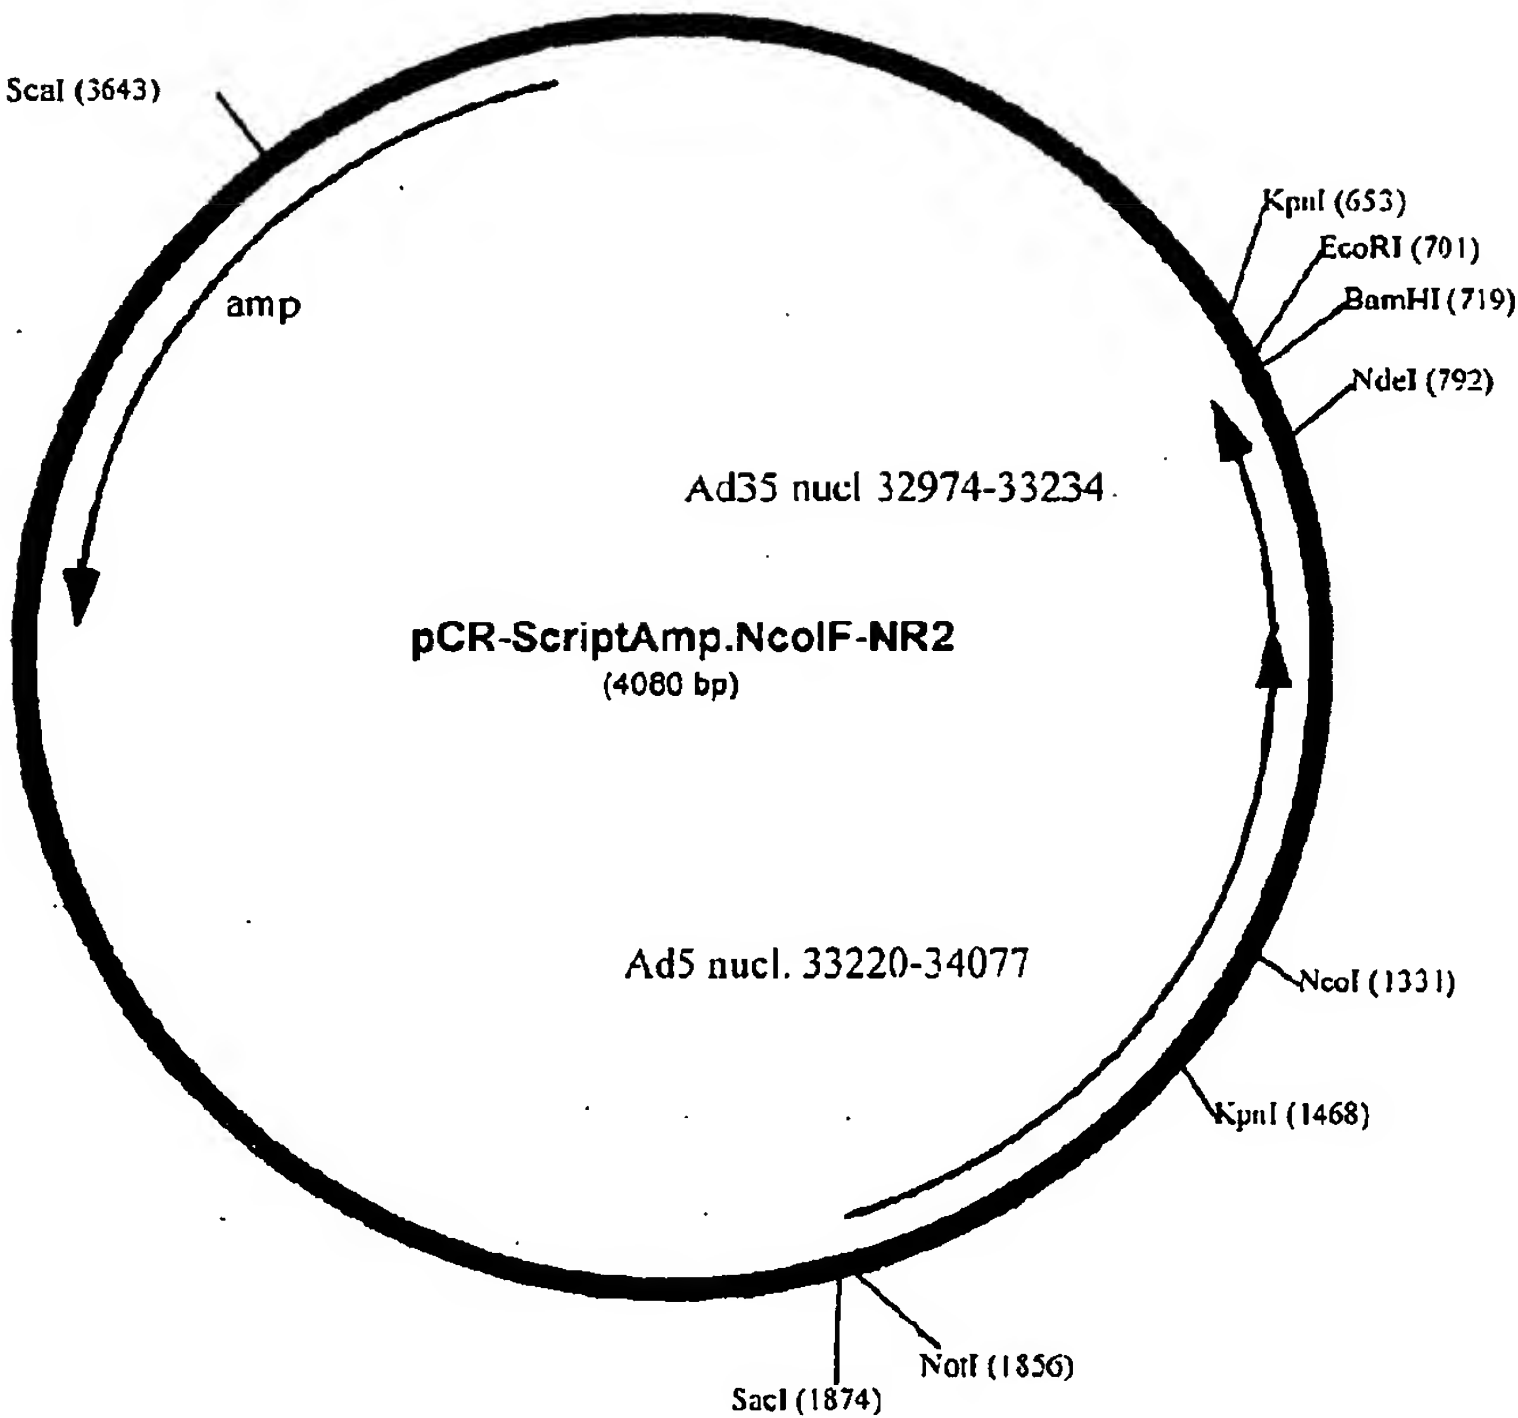 ScaI (3643)
KpnI (653)
EcoRI (701)
BamHI (719)
amp
NdeI (792)
Ad35 nucl 32974-33234
pCR-ScriptAmp.NcoIF-NR2
(4080 bp)
Ad5 nucl. 33220-34077
NcoI (1331)
KpnI (1468)
NotI (1856)
SacI (1874)